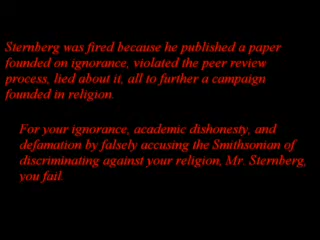 Sternberg was fired because he published a paper
founded on ignorance, violated the peer review
process, lied about it, all to further a campaign
founded in religion.
For your ignorance, academic dishonesty, and
defamation by falsely accusing the Smithsonian of
discriminating against your religion, Mr. Sternberg,
you fail.